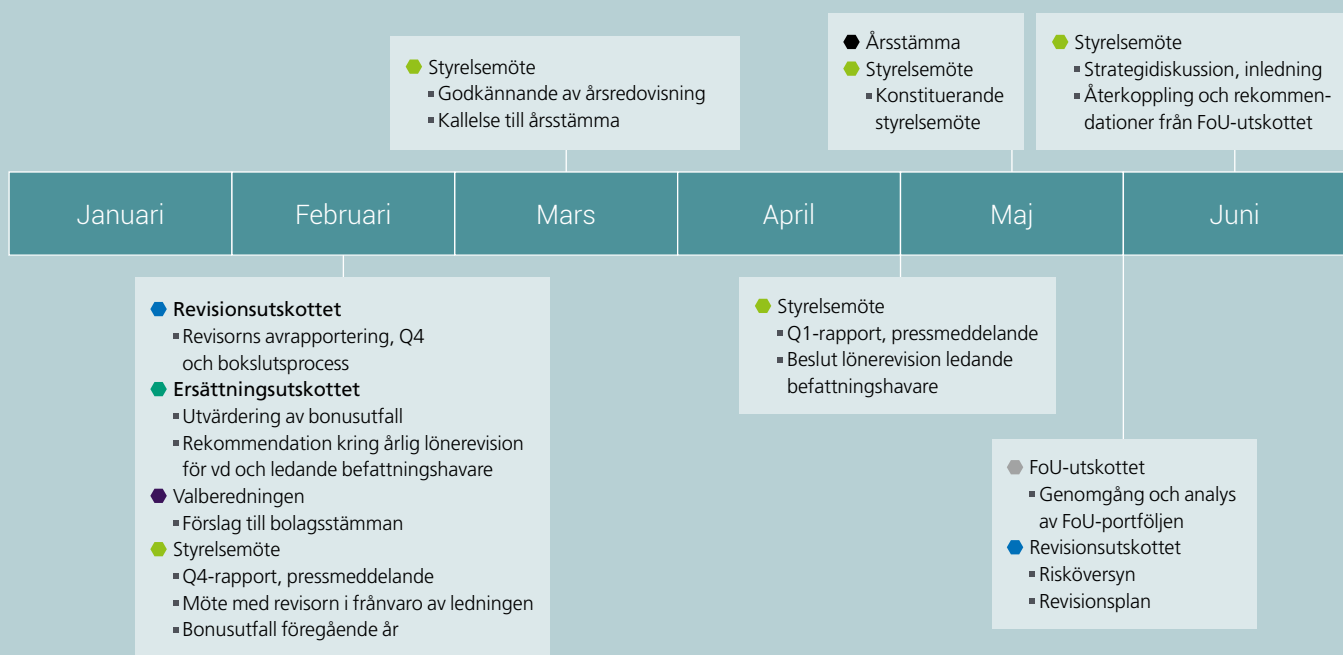 Styrelsemöte
Godkännande av årsredovisning
Kallelse till årsstämma
Årsstämma
Styrelsemöte
Konstituerande
styrelsemöte
Styrelsemöte
Strategidiskussion, inledning
Återkoppling och rekommen-
dationer från FoU-utskottet
Januari
Februari
Mars
April
Maj
Juni
Revisionsutskottet
Revisorns avrapportering, Q4
och bokslutsprocess
Ersättningsutskottet
Utvärdering av bonusutfall
Rekommendation kring årlig lönerevision
för vd och ledande befattningshavare
Valberedningen
Förslag till bolagsstämman
Styrelsemöte
Q4-rapport, pressmeddelande
Möte med revisorn i frånvaro av ledningen
Bonusutfall föregående år
Styrelsemöte
Q1-rapport, pressmeddelande
Beslut lönerevision ledande
befattningshavare
FoU-utskottet
Genomgång och analys
av FoU-portföljen
Revisionsutskottet
Risköversyn
Revisionsplan